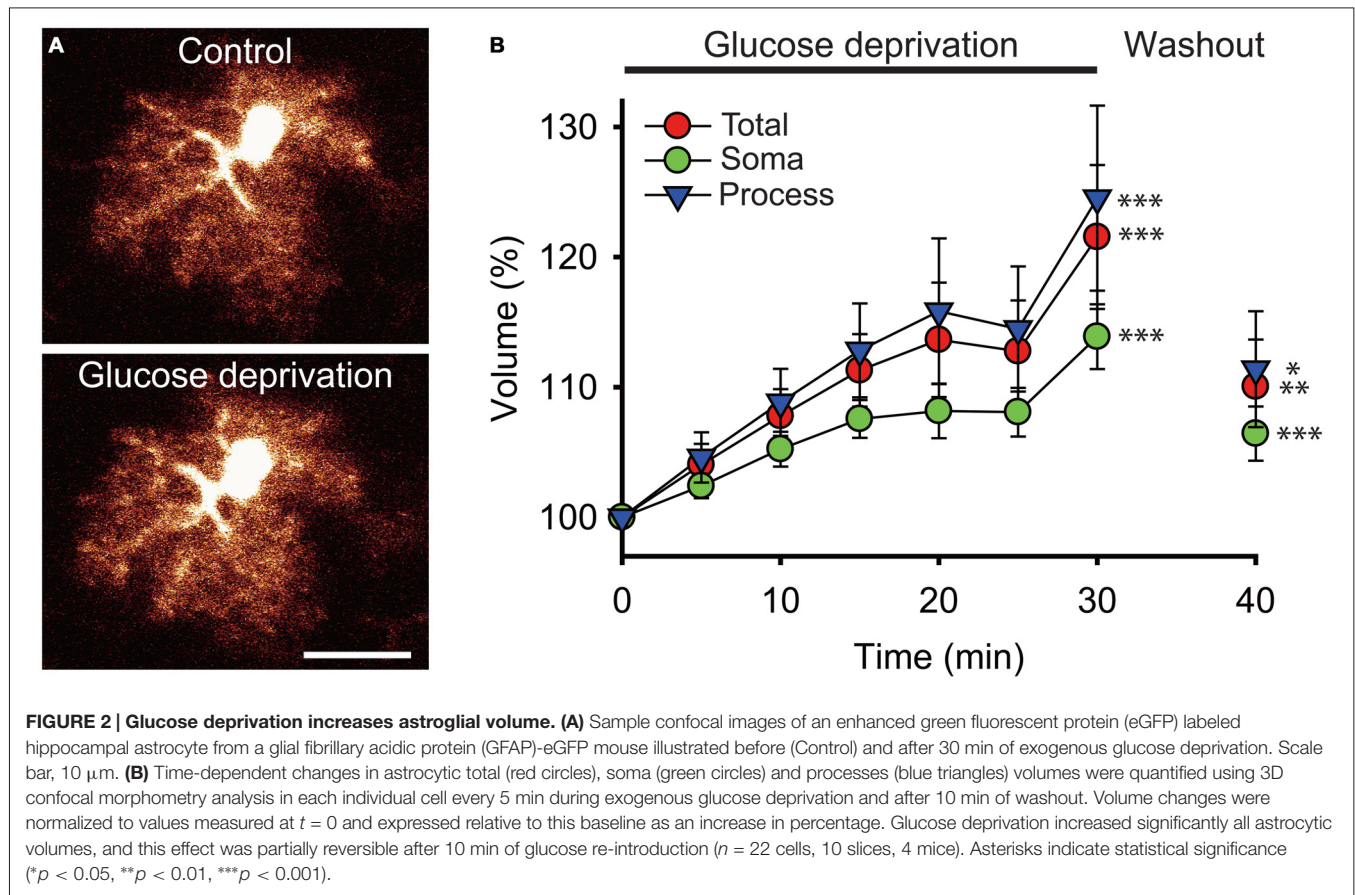 A
Control
Glucose deprivation
B
Glucose deprivation
Washout
Total
Soma
Process
130
120
110
100
Volume (%)
***
***
***
*
**
***
0
10
20
30
40
Time (min)
FIGURE 2 | Glucose deprivation increases astroglial volume. (A) Sample confocal images of an enhanced green fluorescent protein (eGFP) labeled
hippocampal astrocyte from a glial fibrillary acidic protein (GFAP)-eGFP mouse illustrated before (Control) and after 30 min of exogenous glucose deprivation. Scale
bar, 10 μm. (B) Time-dependent changes in astrocytic total (red circles), soma (green circles) and processes (blue triangles) volumes were quantified using 3D
confocal morphometry analysis in each individual cell every 5 min during exogenous glucose deprivation and after 10 min of washout. Volume changes were
normalized to values measured at t = 0 and expressed relative to this baseline as an increase in percentage. Glucose deprivation increased significantly all astrocytic
volumes, and this effect was partially reversible after 10 min of glucose re-introduction (n = 22 cells, 10 slices, 4 mice). Asterisks indicate statistical significance
(*p < 0.05, **p < 0.01, ***p < 0.001).